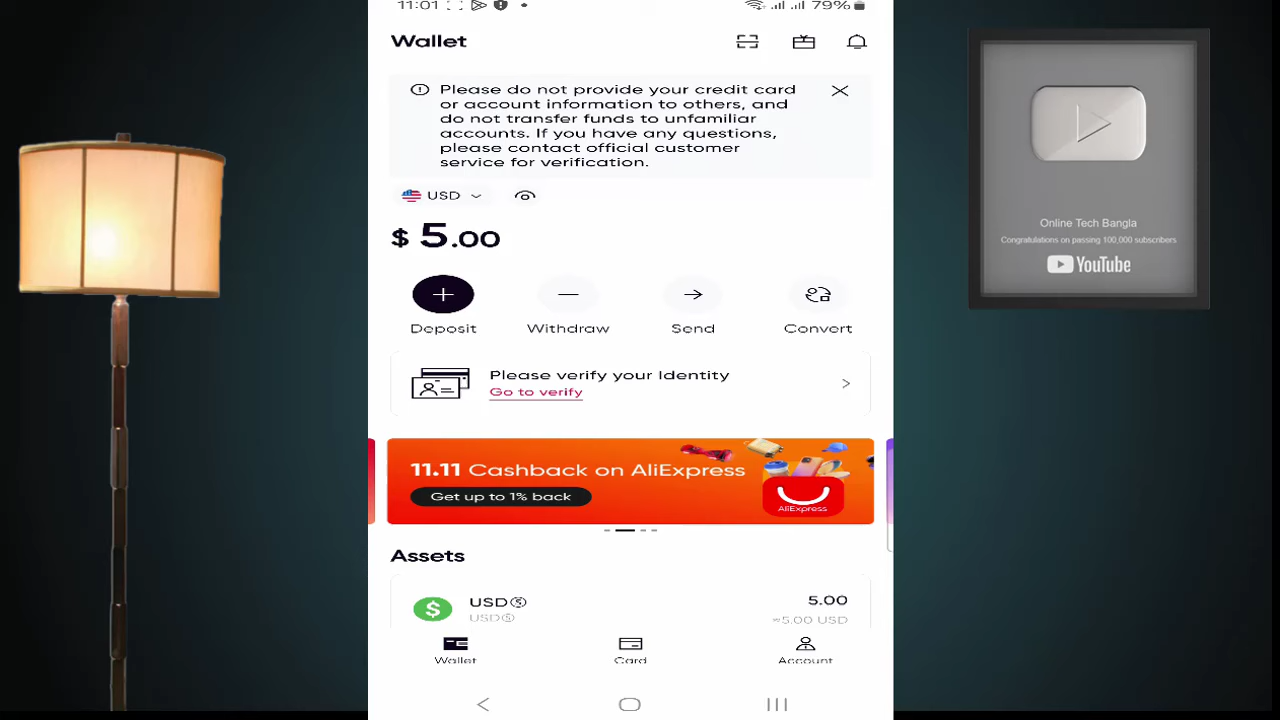 11:01
79%
Wallet
Please do not provide your credit card
or account information to others, and
do not transfer funds to unfamiliar
accounts. If you have any questions,
please contact official customer
service for verification.
USD
$ 5.00
Deposit
Withdraw
Send
Convert
Please verify your Identity
Go to verify
11.11 Cashback on AliExpress
Get up to 1% back
AliExpress
Assets
USD
5.00
USD
≈5.00 USD
Wallet
Card
Account
Online Tech Bangla
Congratulations on passing 100,000 subscribers
YouTube